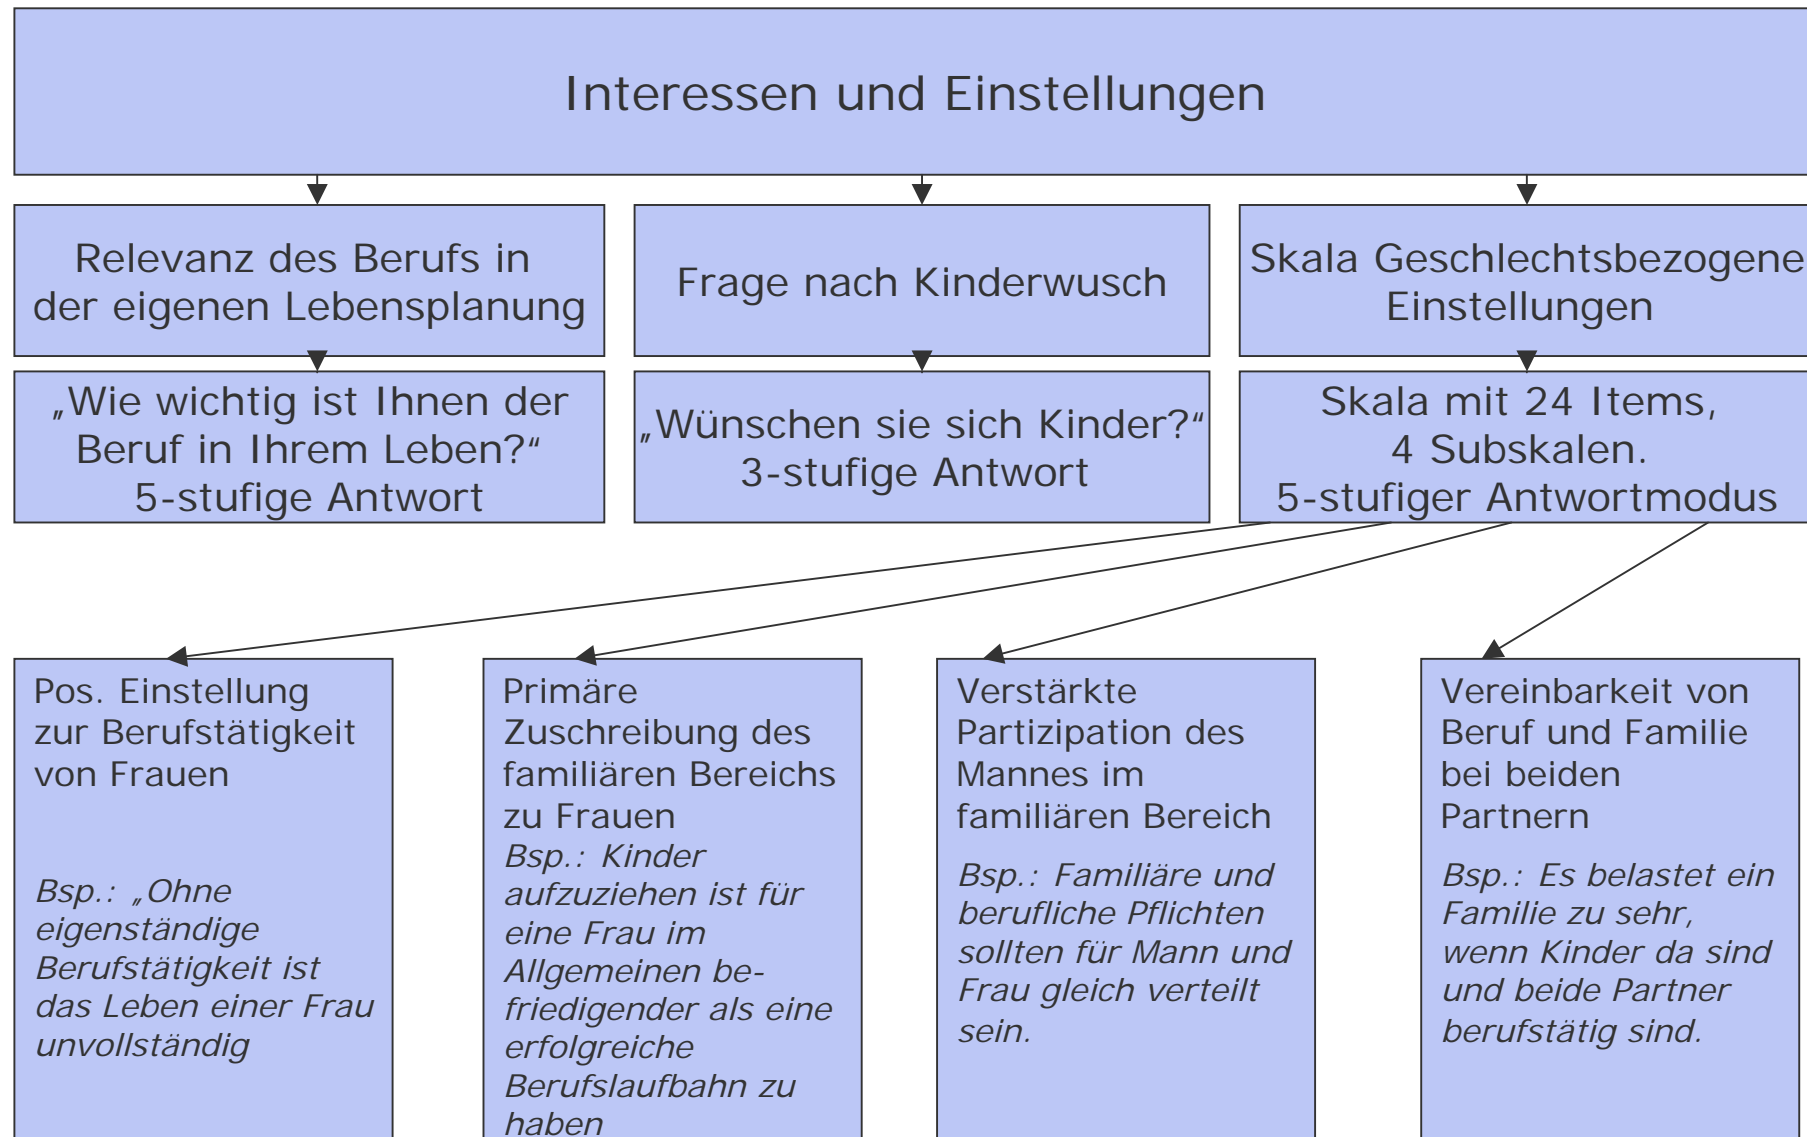 Interessen und Einstellungen
Relevanz des Berufs in
der eigenen Lebensplanung
Frage nach Kinderwusch
Skala Geschlechtsbezogene
Einstellungen
„Wie wichtig ist Ihnen der
Beruf in Ihrem Leben?“
5-stufige Antwort
„Wünschen sie sich Kinder?“
3-stufige Antwort
Skala mit 24 Items,
4 Subskalen.
5-stufiger Antwortmodus
Pos. Einstellung
zur Berufstätigkeit
von Frauen
Bsp.: „Ohne
eigenständige
Berufstätigkeit ist
das Leben einer Frau
unvollständig
Primäre
Zuschreibung des
familiären Bereichs
zu Frauen
Bsp.: Kinder
aufzuziehen ist für
eine Frau im
Allgemeinen be-
friedigender als eine
erfolgreiche
Berufslaufbahn zu
haben
Verstärkte
Partizipation des
Mannes im
familiären Bereich
Bsp.: Familiäre und
berufliche Pflichten
sollten für Mann und
Frau gleich verteilt
sein.
Vereinbarkeit von
Beruf und Familie
bei beiden
Partnern
Bsp.: Es belastet ein
Familie zu sehr,
wenn Kinder da sind
und beide Partner
berufstätig sind.